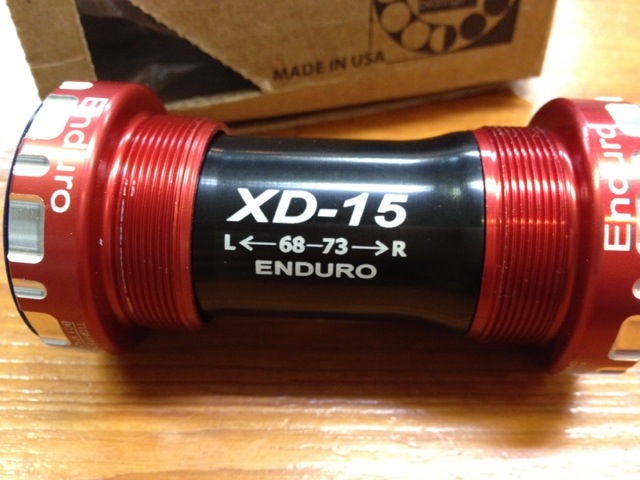 MADE IN USA
Enduro
XD-15
L ←68–73→ R
ENDURO
Enduro